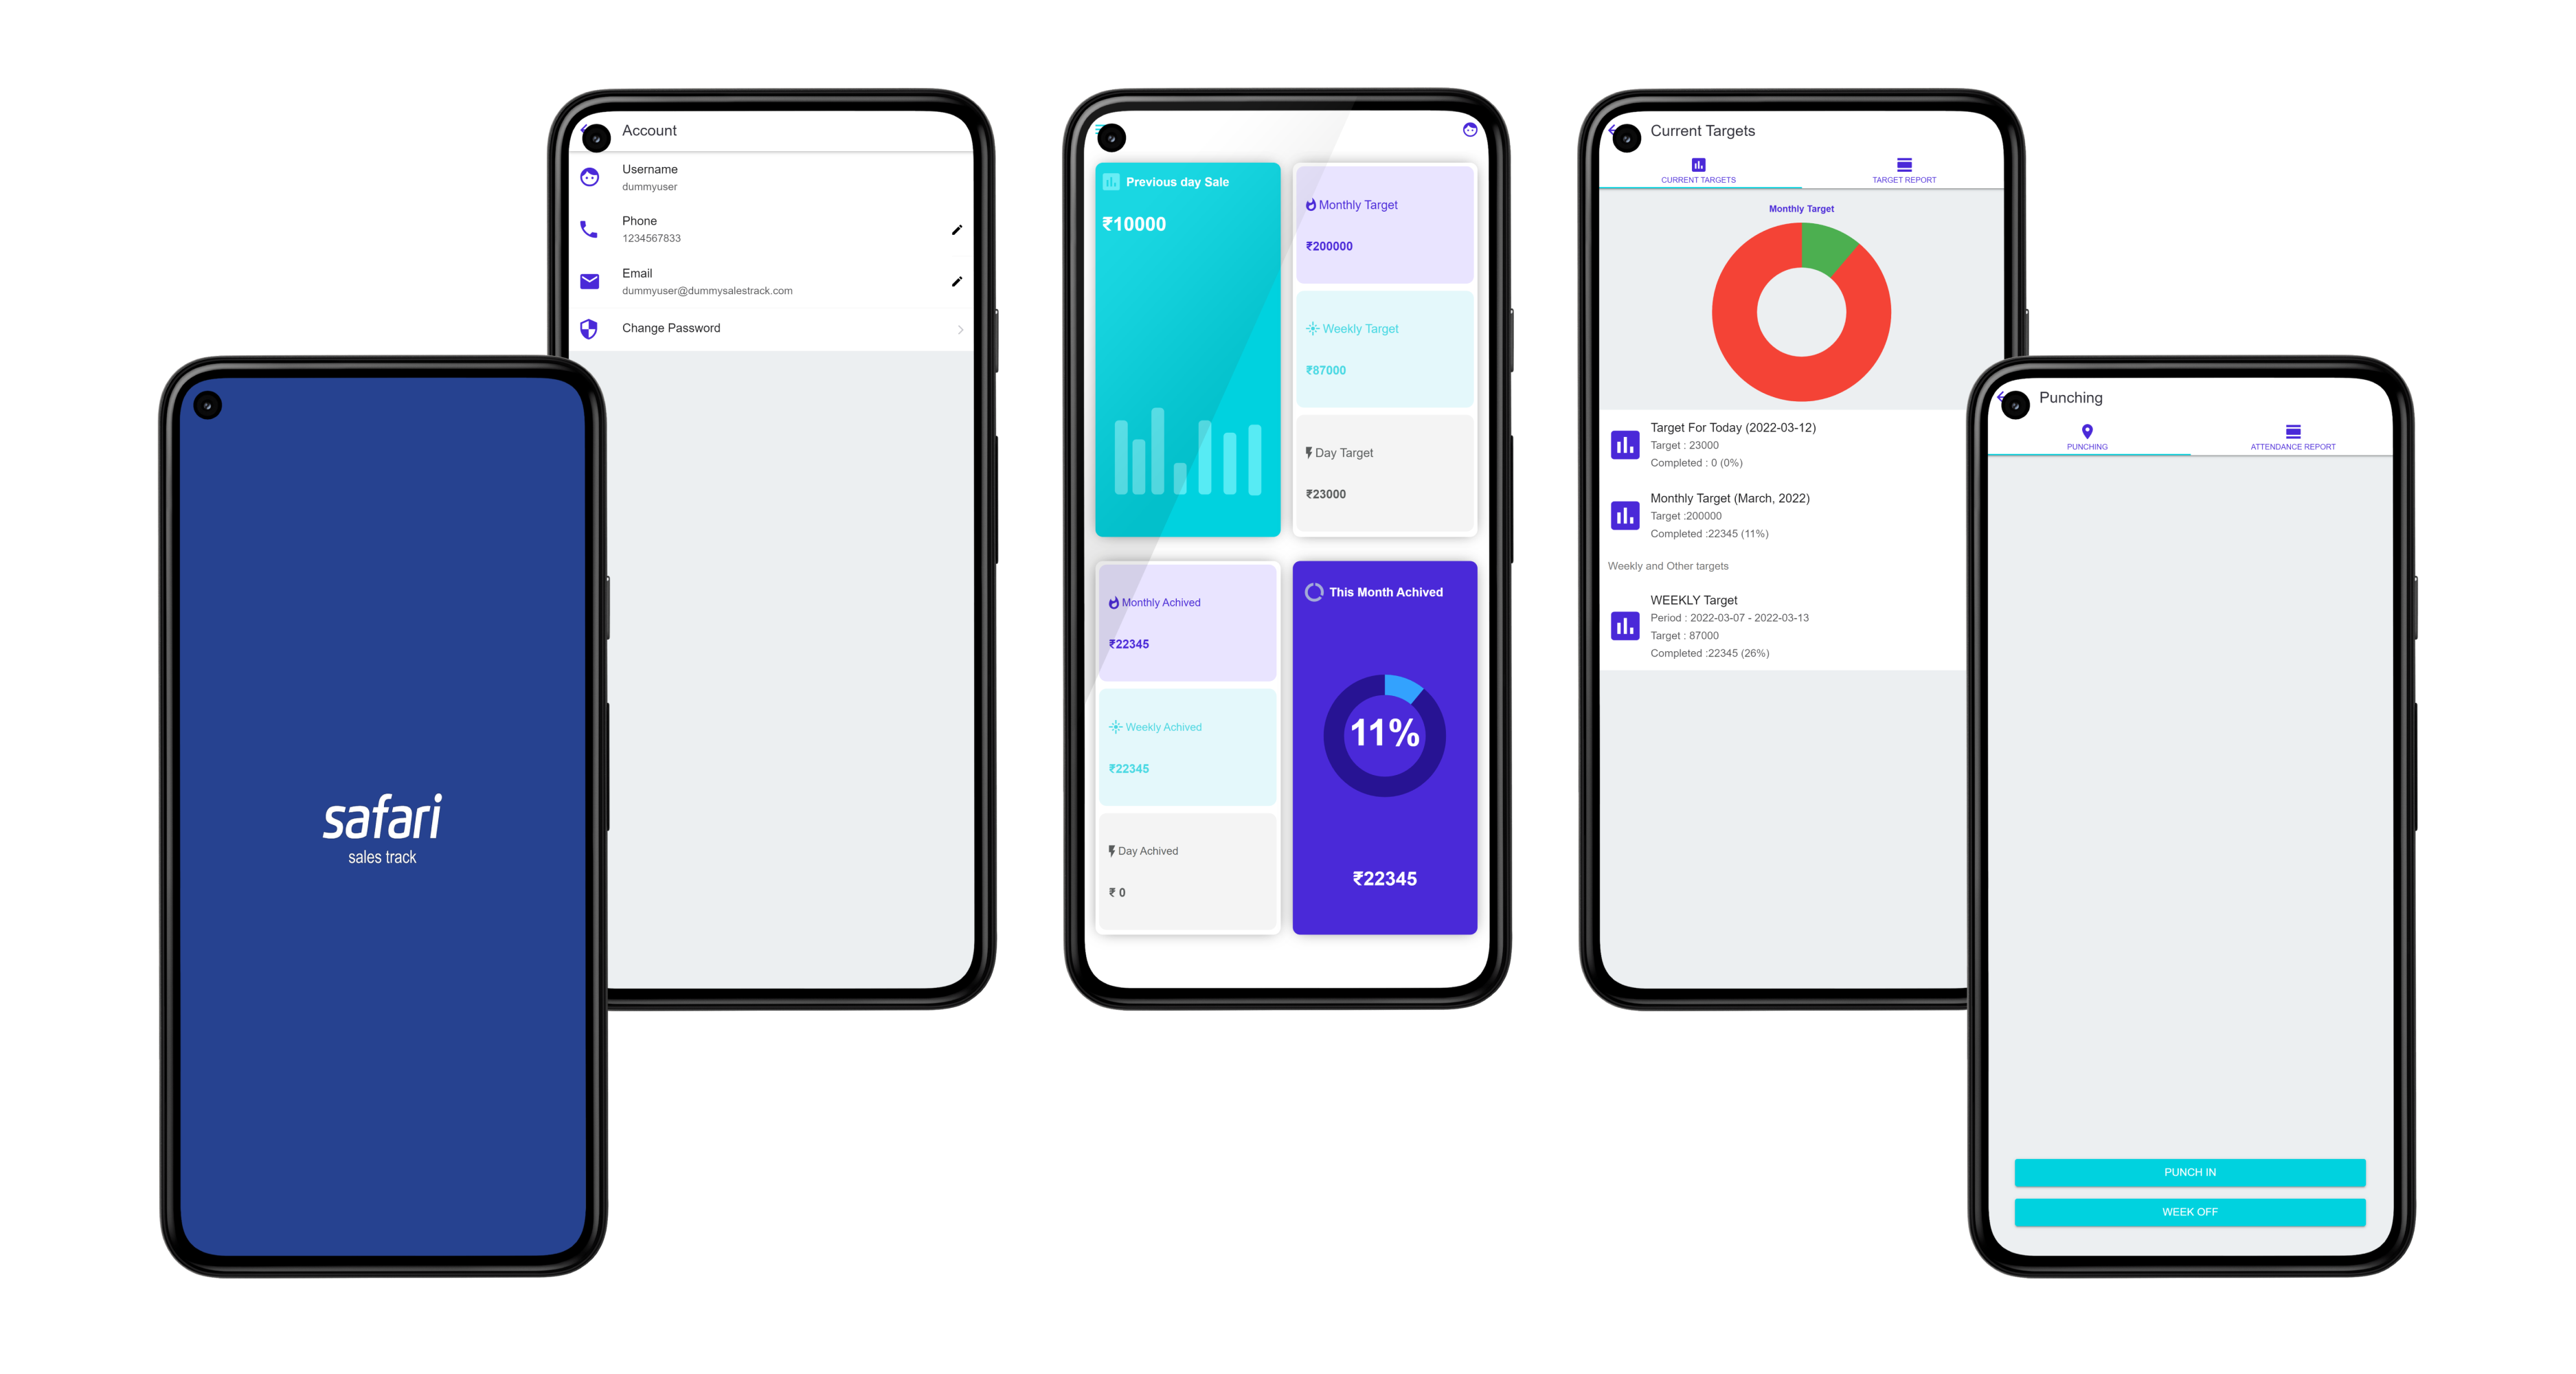 safari
sales track
Account
Username
dummyuser
Phone
1234567833
Email
dummyuser@dummysalestrack.com
Change Password
Previous day Sale
₹10000
Monthly Target
₹200000
Weekly Target
₹87000
Day Target
₹23000
Monthly Achived
₹22345
Weekly Achived
₹22345
Day Achived
₹ 0
This Month Achived
11%
₹22345
Current Targets
CURRENT TARGETS
TARGET REPORT
Monthly Target
Target For Today (2022-03-12)
Target : 23000
Completed : 0 (0%)
Monthly Target (March, 2022)
Target :200000
Completed :22345 (11%)
Weekly and Other targets
WEEKLY Target
Period : 2022-03-07 - 2022-03-13
Target : 87000
Completed :22345 (26%)
Punching
PUNCHING
ATTENDANCE REPORT
PUNCH IN
WEEK OFF